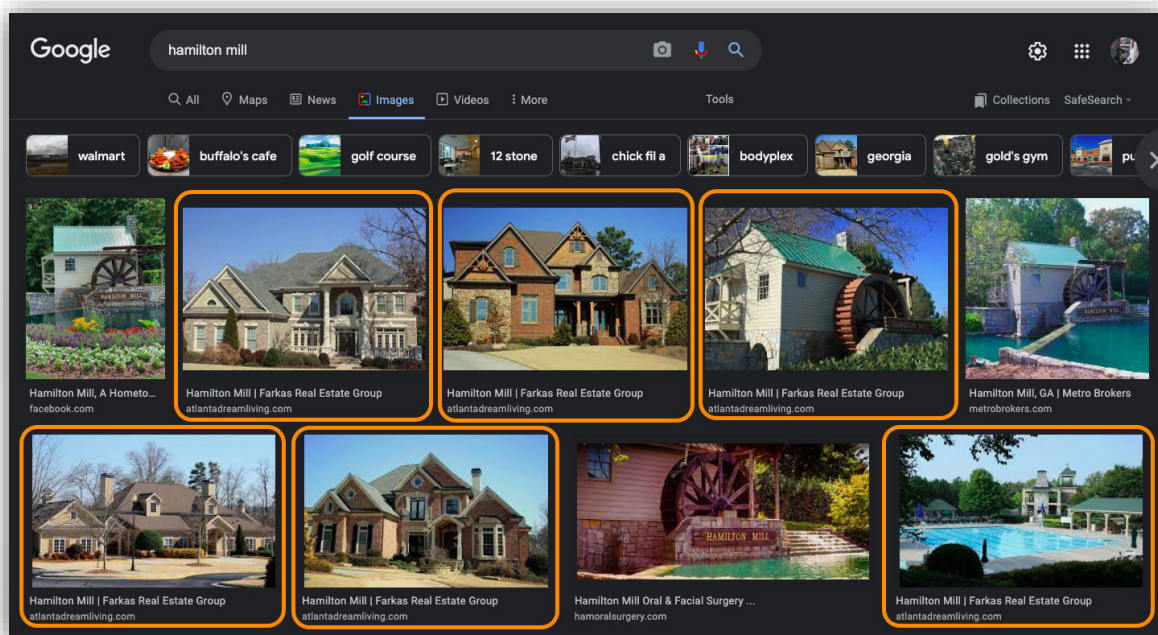 Google
hamilton mill
All Maps News Images Videos More Tools Collections SafeSearch
walmart buffalo's cafe golf course 12 stone chick fil a bodyplex georgia gold's gym
HAMILTON MILL
Hamilton Mill, A Hometo...
facebook.com
Hamilton Mill | Farkas Real Estate Group
atlantadreamliving.com
Hamilton Mill | Farkas Real Estate Group
atlantadreamliving.com
Hamilton Mill | Farkas Real Estate Group
atlantadreamliving.com
Hamilton Mill, GA | Metro Brokers
metrobrokers.com
HAMILTON MILL
Hamilton Mill | Farkas Real Estate Group
atlantadreamliving.com
Hamilton Mill | Farkas Real Estate Group
atlantadreamliving.com
Hamilton Mill Oral & Facial Surgery ...
hamoralsurgery.com
Hamilton Mill | Farkas Real Estate Group
atlantadreamliving.com